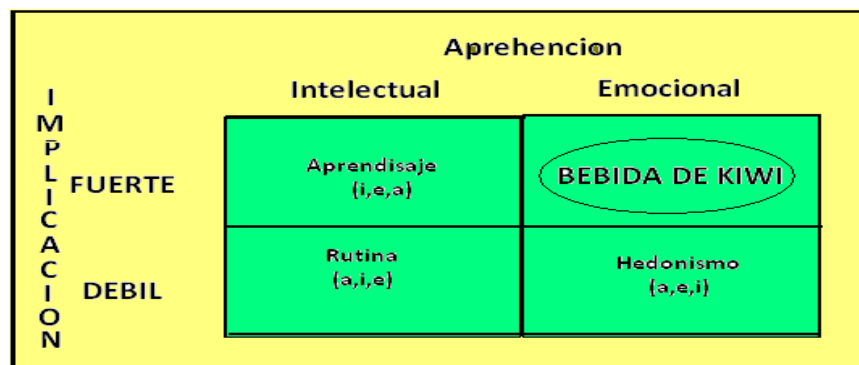 Aprehencion
Intelectual Emocional
IMPLICACION
FUERTE
Aprendisaje
(i,e,a)
BEBIDA DE KIWI
DEBIL
Rutina
(a,i,e)
Hedonismo
(a,e,i)